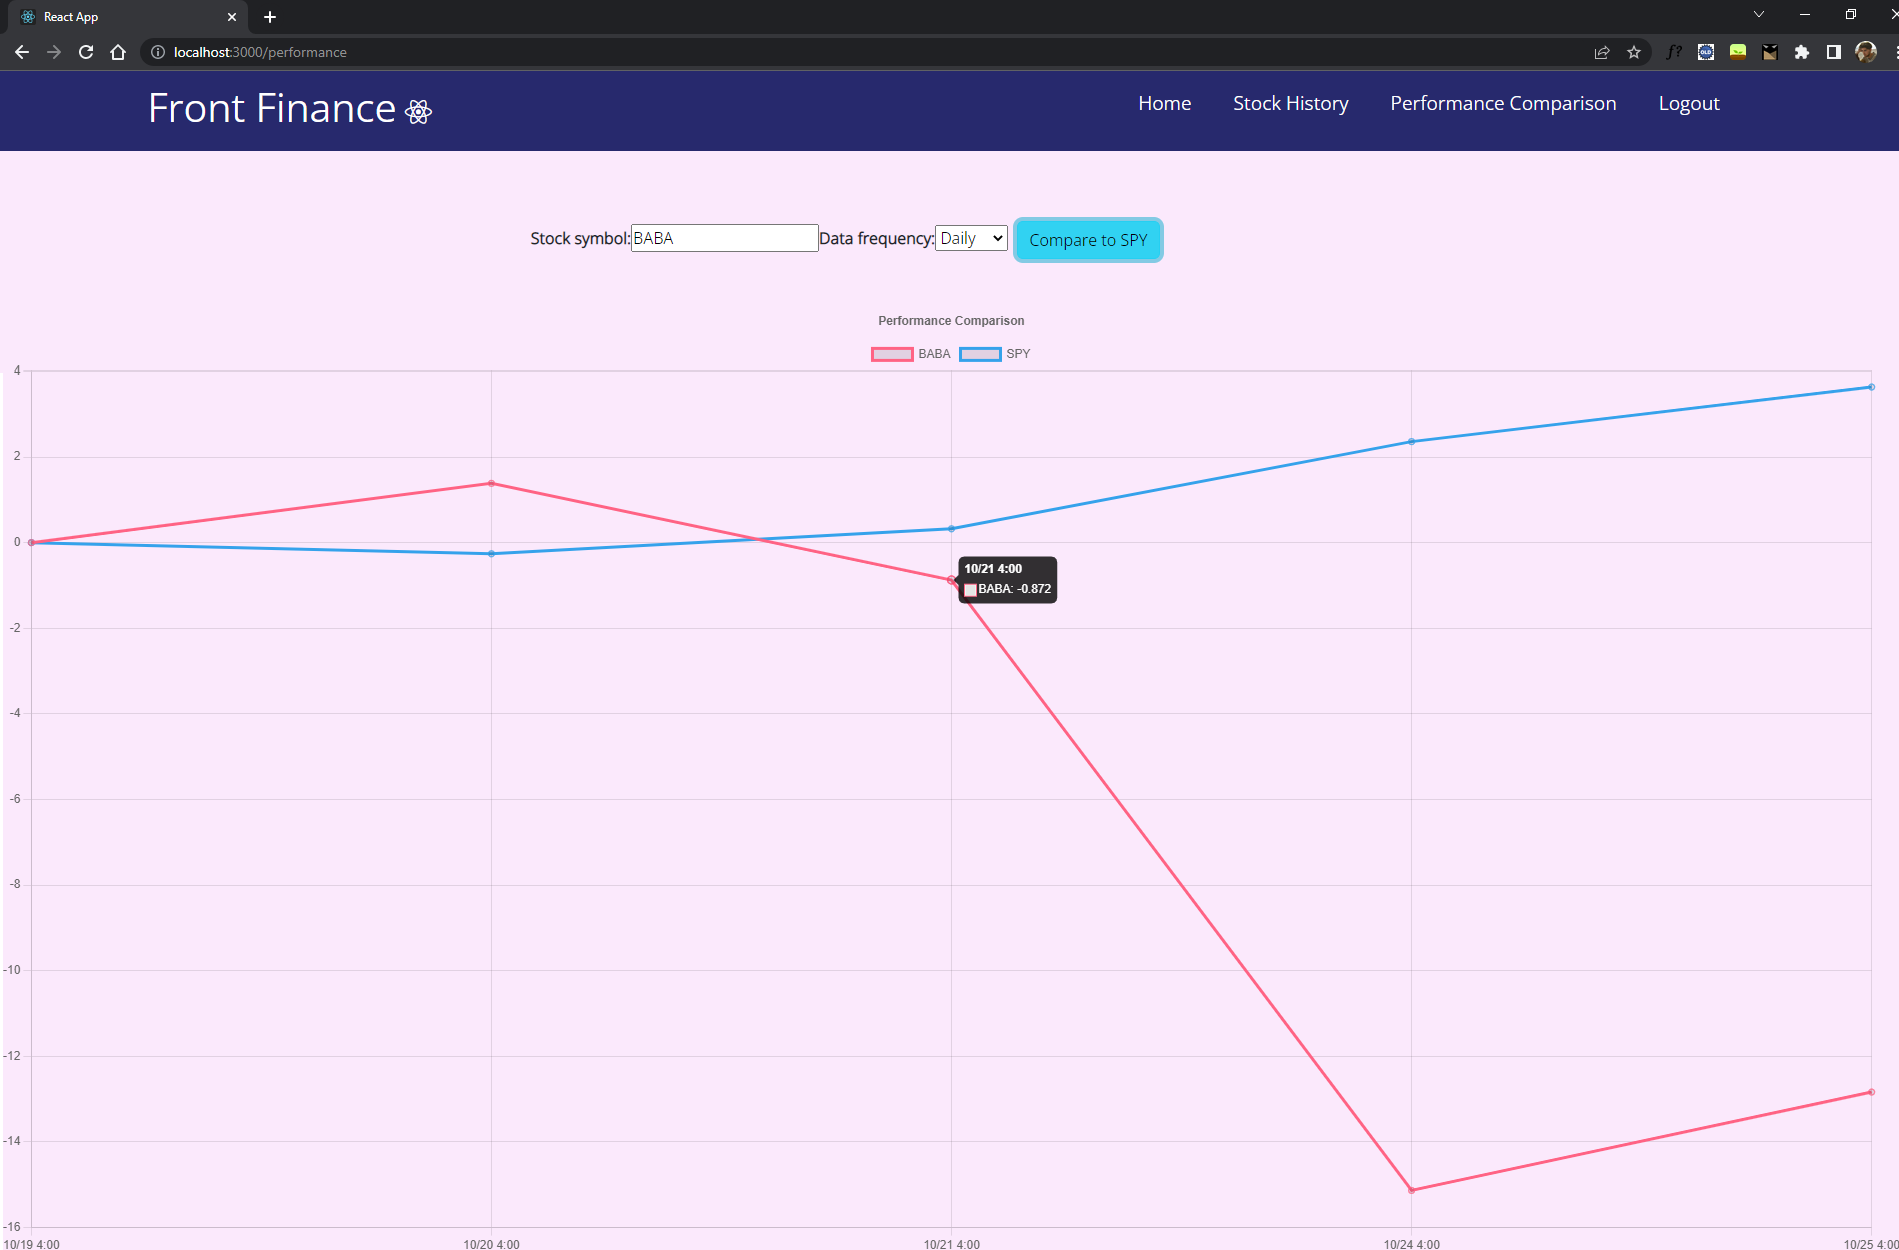 React App
localhost:3000/performance
f?
OLD
Front Finance
Home Stock History Performance Comparison Logout
Stock symbol: BABA Data frequency: Daily Compare to SPY
Performance Comparison
BABA SPY
4
2
0
10/21 4:00
BABA: -0.872
-2
-4
-6
-8
-10
-12
-14
-16
10/19 4:00 10/20 4:00 10/21 4:00 10/24 4:00 10/25 4:00